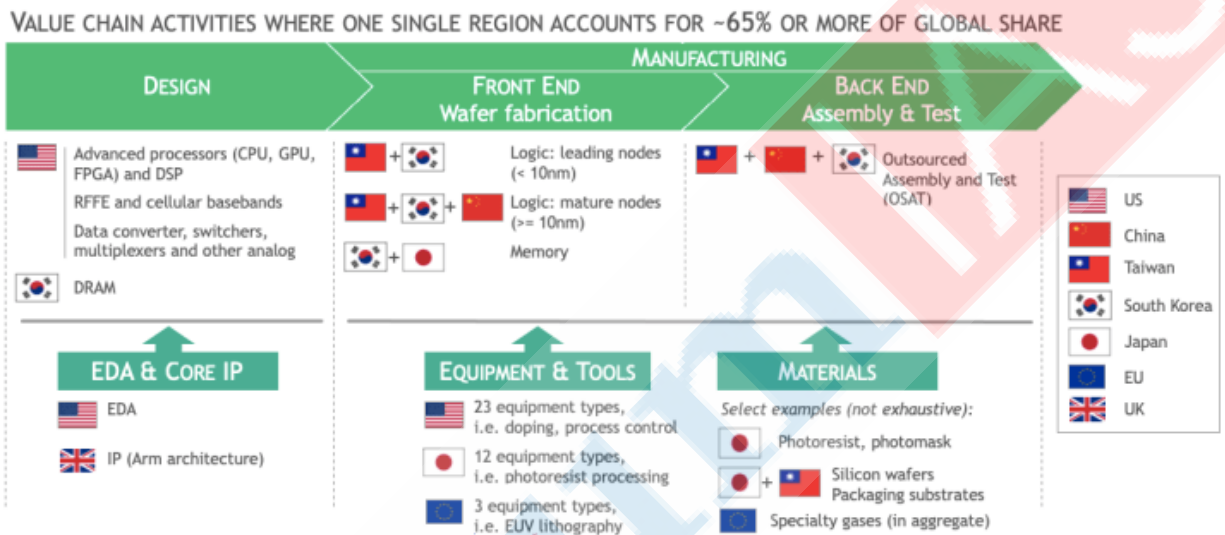 VALUE CHAIN ACTIVITIES WHERE ONE SINGLE REGION ACCOUNTS FOR ~65% OR MORE OF GLOBAL SHARE
MANUFACTURING
DESIGN
FRONT END
Wafer fabrication
BACK END
Assembly & Test
Advanced processors (CPU, GPU,
FPGA) and DSP
RFFE and cellular basebands
Data converter, switchers,
multiplexers and other analog
DRAM
+
Logic: leading nodes
(< 10nm)
+ +
Logic: mature nodes
(>= 10nm)
+
Memory
+ +
Outsourced
Assembly and Test
(OSAT)
US
China
Taiwan
South Korea
Japan
EU
UK
EDA & CORE IP
EDA
IP (Arm architecture)
EQUIPMENT & TOOLS
23 equipment types,
i.e. doping, process control
12 equipment types,
i.e. photoresist processing
3 equipment types,
i.e. EUV lithography
MATERIALS
Select examples (not exhaustive):
Photoresist, photomask
+
Silicon wafers
Packaging substrates
Specialty gases (in aggregate)